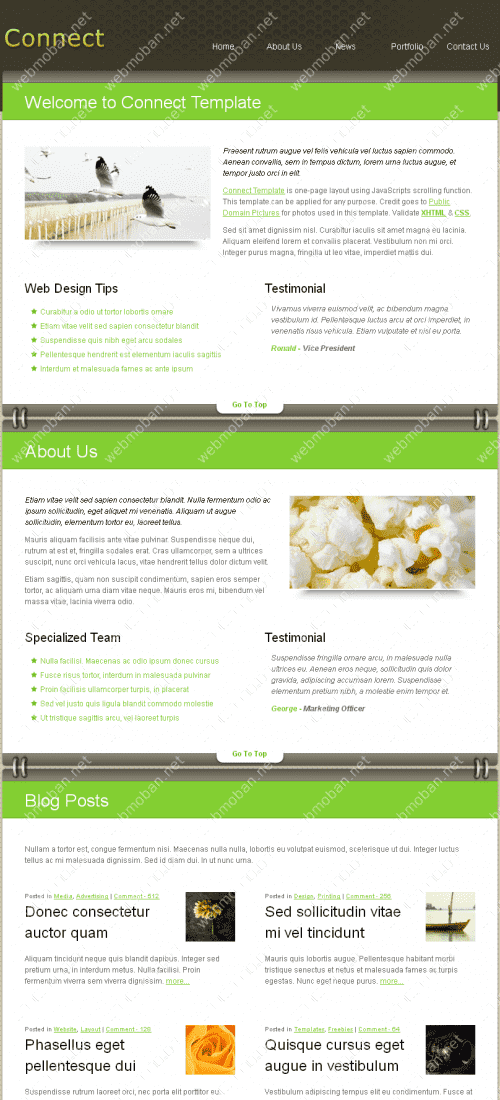 Connect
Home About Us News Portfolio Contact Us
Welcome to Connect Template
Praesent rutrum augue vel felis vehicula vel luctus sapien commodo.
Aenean convallis, sem in tempus dictum, lorem urna luctus augue, et
tempor justo orci in elit.
Connect Template is one-page layout using JavaScripts scrolling function.
This template can be applied for any purpose. Credit goes to Public
Domain Pictures for photos used in this template. Validate XHTML & CSS.
Sed sit amet dignissim nisl. Curabitur iaculis sit amet magna eu lacinia.
Aliquam eleifend lorem et convallis placerat. Vestibulum non mi orci.
Integer purus magna, fringilla ut leo vitae, imperdiet mattis dui.
Web Design Tips
Curabitur a odio ut tortor lobortis ornare
Etiam vitae velit sed sapien consectetur blandit
Suspendisse quis nibh eget arcu sodales
Pellentesque hendrerit est elementum iaculis sagittis
Interdum et malesuada fames ac ante ipsum
Testimonial
Vivamus viverra euismod velit, ac bibendum magna
vestibulum id. Pellentesque luctus arcu at orci imperdiet, in
venenatis risus vehicula. Etiam vulputate et nisl eu porta.
Ronald - Vice President
Go To Top
About Us
Etiam vitae velit sed sapien consectetur blandit. Nulla fermentum odio ac
ipsum sollicitudin, eget aliquet mi venenatis. Aliquam ut augue
sollicitudin, elementum tortor eu, laoreet tellus.
Mauris aliquam facilisis ante vitae pulvinar. Suspendisse neque dui,
rutrum at est et, fringilla sodales erat. Cras ullamcorper, sem a ultrices
suscipit, nunc orci vehicula lacus, vitae hendrerit tellus dolor dictum velit.
Etiam sagittis, quam non suscipit condimentum, sapien eros semper
tortor, ac aliquam urna diam vitae neque. Mauris eros mi, bibendum vel
massa vitae, lacinia viverra odio.
Specialized Team
Nulla facilisi. Maecenas ac odio ipsum donec cursus
Fusce risus tortor, interdum in malesuada pulvinar
Proin facilisis ullamcorper turpis, in placerat
Sed vel justo quis ligula blandit commodo molestie
Ut tristique sagittis arcu, vel laoreet turpis
Testimonial
Suspendisse fringilla ornare arcu, in malesuada nulla
ultrices eu. Aenean eros neque, sollicitudin quis dolor
gravida, adipiscing accumsan lorem. Suspendisse
elementum pretium nibh, a molestie enim tempor et.
George - Marketing Officer
Go To Top
Blog Posts
Nullam a tortor est, congue fermentum nisi. Maecenas nulla nulla, lobortis eu volutpat euismod, scelerisque ut dui. Integer luctus
tellus ac mi malesuada dignissim. Sed id diam dui. In ut nunc urna.
Posted in Media, Advertising | Comment - 512
Donec consectetur
auctor quam
Aliquam tincidunt neque quis blandit dapibus. Integer sed
pretium urna, in interdum metus. Nulla facilisi. Proin
fermentum viverra sem viverra dignissim. more...
Posted in Design, Printing | Comment - 256
Sed sollicitudin vitae
mi vel tincidunt
Mauris quis lobortis augue. Pellentesque habitant morbi
tristique senectus et netus et malesuada fames ac turpis
egestas. Nunc eget neque purus. more...
Posted in Website, Layout | Comment - 128
Phasellus eget
pellentesque dui
Suspendisse rutrum laoreet orci, nec porta elit porttitor eu.
Posted in Templates, Freebies | Comment - 64
Quisque cursus eget
augue in vestibulum
Vestibulum adipiscing tempus elit eu condimentum. Fusce at
webmoban.net